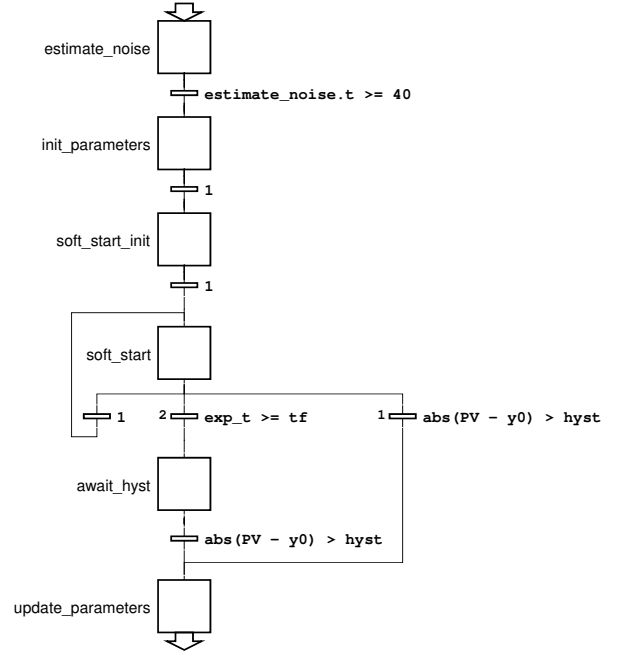 estimate_noise
estimate_noise.t >= 40
init_parameters
1
soft_start_init
1
soft_start
1
2 exp_t >= tf
1 abs(PV − y0) > hyst
await_hyst
abs(PV − y0) > hyst
update_parameters